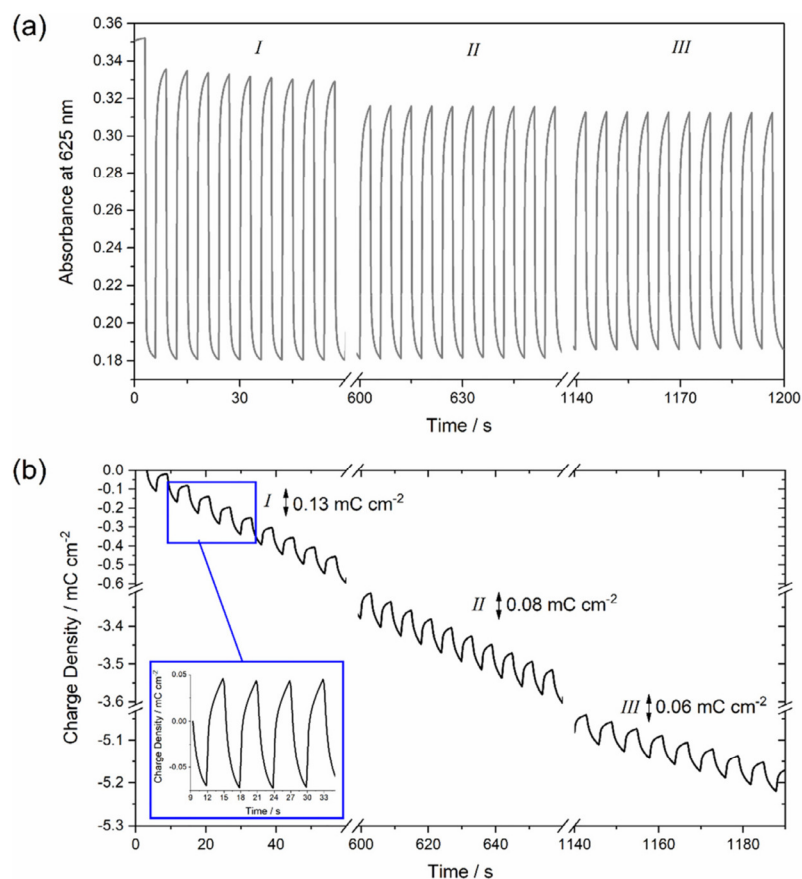 (a)
I
II
III
Absorbance at 625 nm
0.36
0.34
0.32
0.30
0.28
0.26
0.24
0.22
0.20
0.18
0 30 600 630 1140 1170 1200
Time / s
(b)
Charge Density / mC cm-2
0.0
-0.1
-0.2
-0.3
-0.4
-0.5
-0.6
-3.4
-3.5
-3.6
-5.1
-5.2
-5.3
I 0.13 mC cm-2
II 0.08 mC cm-2
III 0.06 mC cm-2
Charge Density / mC cm-2
0.05
0.00
-0.05
9 12 15 18 21 24 27 30 33
Time / s
0 20 40 600 620 640 1140 1160 1180
Time / s